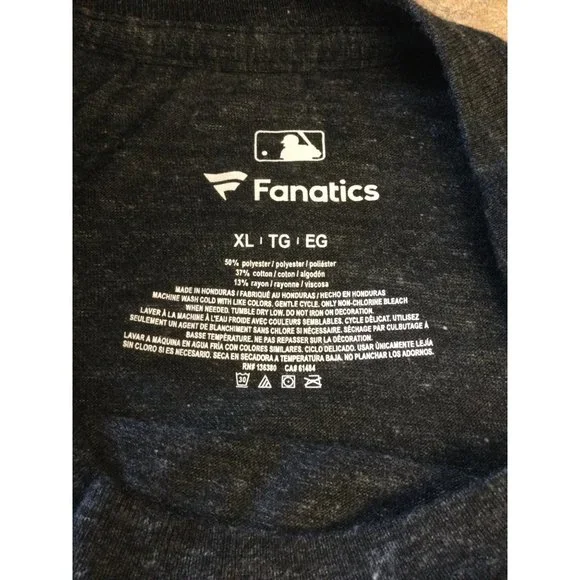 Fanatics
XL | TG | EG
50% polyester / polyester / poliéster
37% cotton / coton / algodón
13% rayon / rayonne / viscosa
MADE IN HONDURAS / FABRIQUÉ AU HONDURAS / HECHO EN HONDURAS
MACHINE WASH COLD WITH LIKE COLORS. GENTLE CYCLE. ONLY NON-CHLORINE BLEACH
WHEN NEEDED. TUMBLE DRY LOW. DO NOT IRON ON DECORATION.
LAVER À LA MACHINE À L'EAU FROIDE AVEC COULEURS SEMBLABLES. CYCLE DÉLICAT. UTILISEZ
SEULEMENT UN AGENT DE BLANCHIMENT SANS CHLORE SI NÉCESSAIRE. SÉCHAGE PAR CULBUTAGE À
BASSE TEMPÉRATURE. NE PAS REPASSER SUR LA DÉCORATION.
LAVAR A MÁQUINA EN AGUA FRÍA CON COLORES SIMILARES. CICLO DELICADO. USAR ÚNICAMENTE LEJÍA
SIN CLORO SI ES NECESARIO. SECA EN SECADORA A TEMPERATURA BAJA. NO PLANCHAR LOS ADORNOS.
RN# 136380 CA# 61484
30